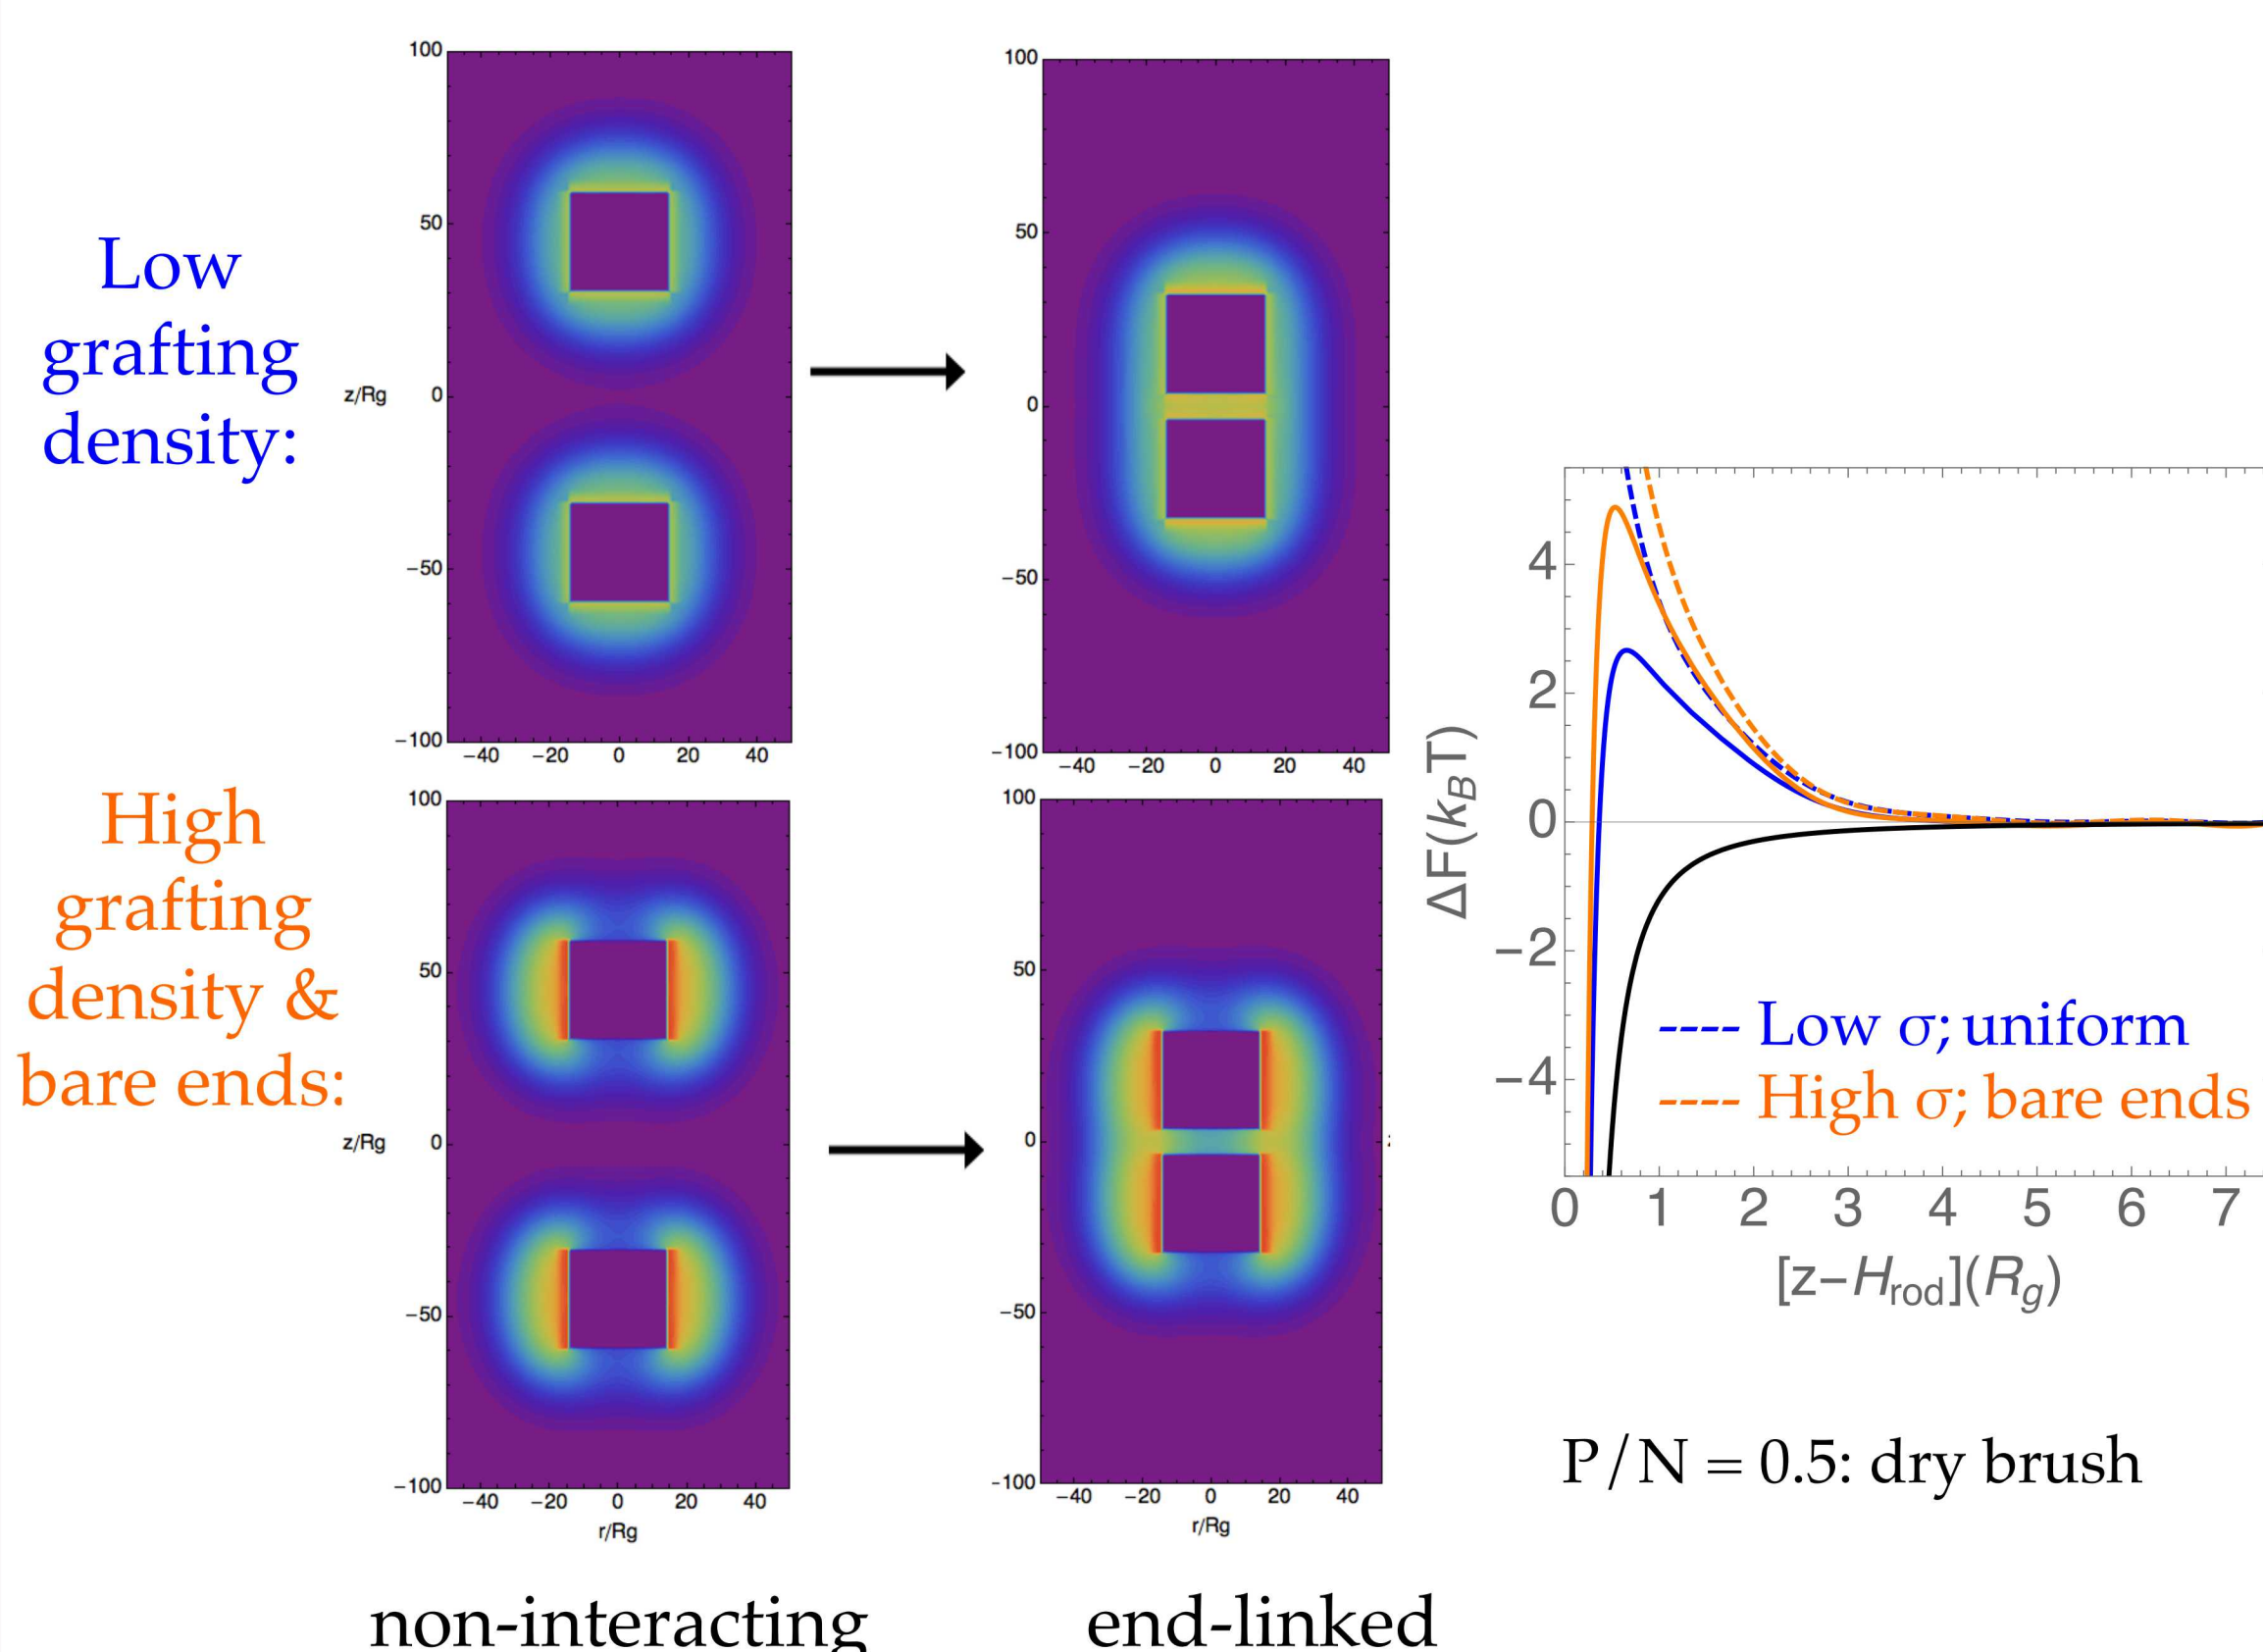 Low
grafting
density:
100
50
z/Rg 0
−50
−100
−40 −20 0 20 40
100
50
0
−50
−100
−40 −20 0 20 40
High
grafting
density &
bare ends:
100
50
z/Rg 0
−50
−100
−40 −20 0 20 40
r/Rg
100
50
0
−50
−100
−40 −20 0 20 40
r/Rg
non-interacting
end-linked
ΔF(k_BT)
4
2
0
−2
−4
---- Low σ; uniform
---- High σ; bare ends
0 1 2 3 4 5 6 7
[z−H_rod](R_g)
P/N = 0.5: dry brush